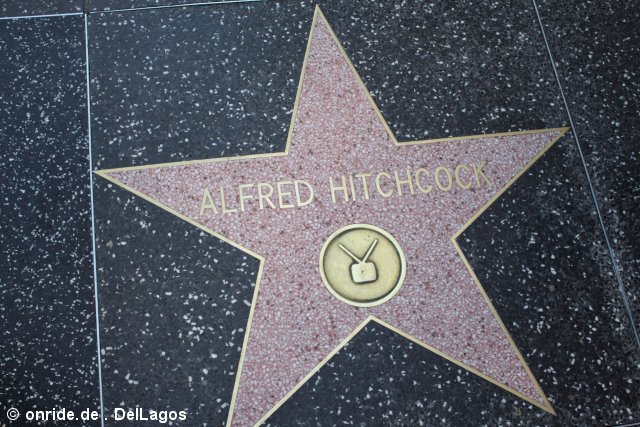 ALFRED HITCHCOCK
© onride.de . DelLagos